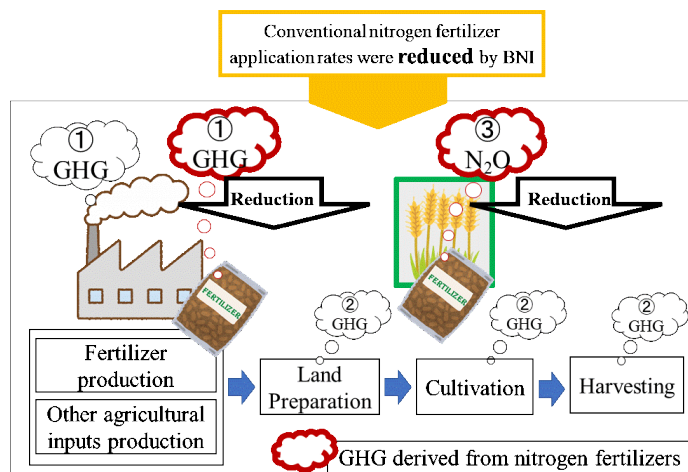 Conventional nitrogen fertilizer
application rates were reduced by BNI
①
GHG
①
GHG
③
N₂O
Reduction
Reduction
FERTILIZER
FERTILIZER
②
GHG
②
GHG
②
GHG
Fertilizer
production
Other agricultural
inputs production
Land
Preparation
Cultivation
Harvesting
GHG derived from nitrogen fertilizers